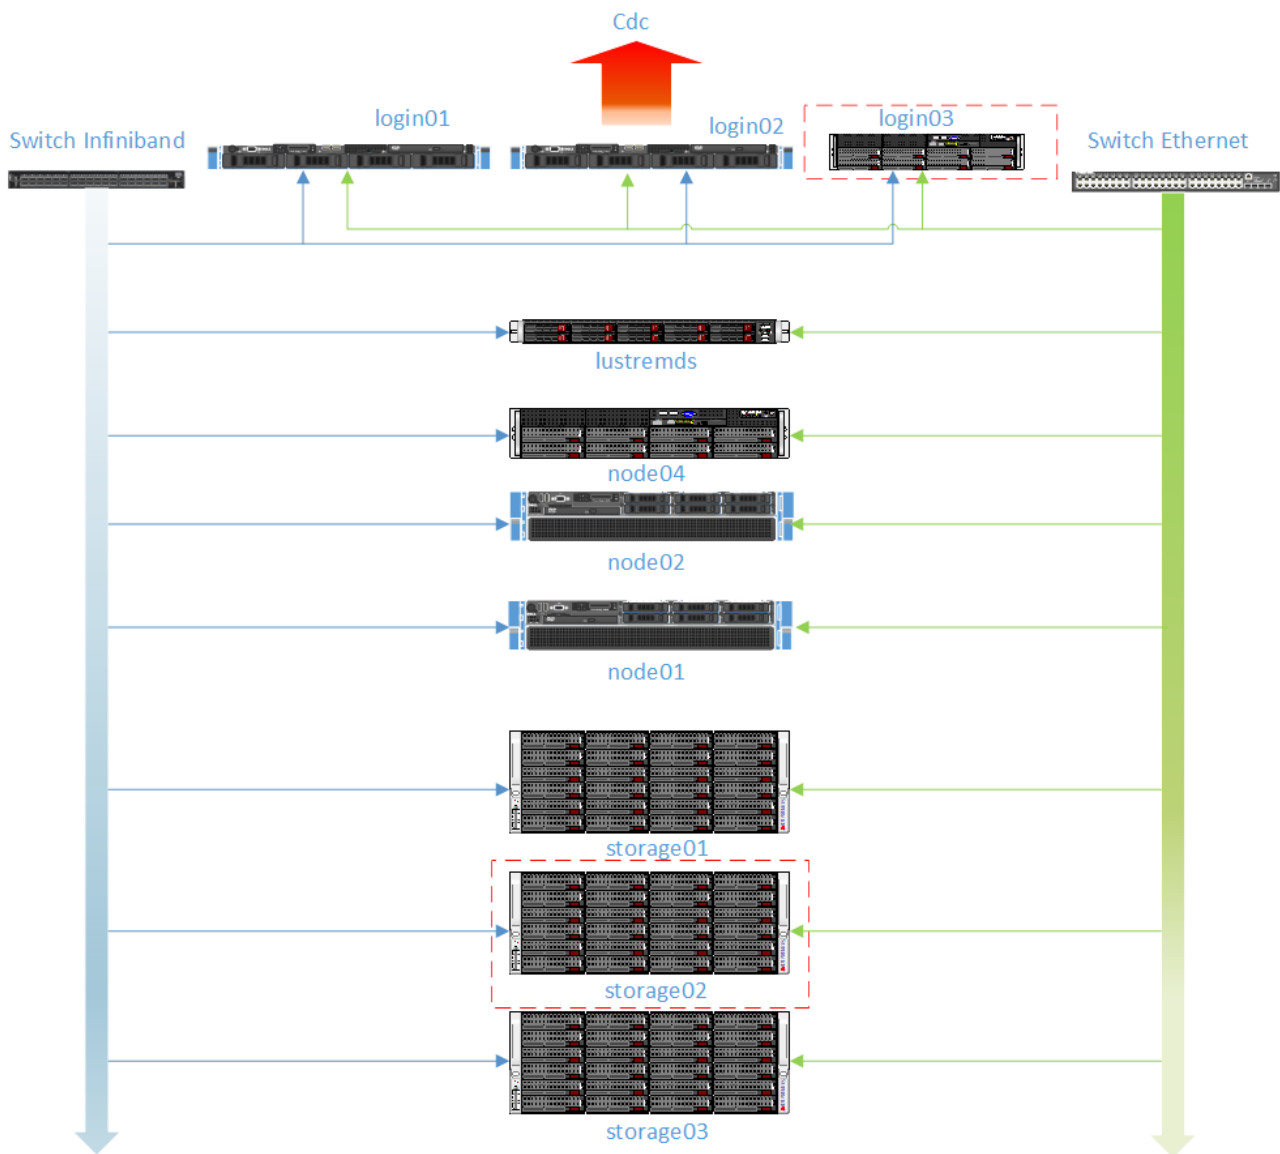 Cdc
login01
login02
login03
Switch Infiniband
Switch Ethernet
lustremds
node04
node02
node01
storage01
storage02
storage03